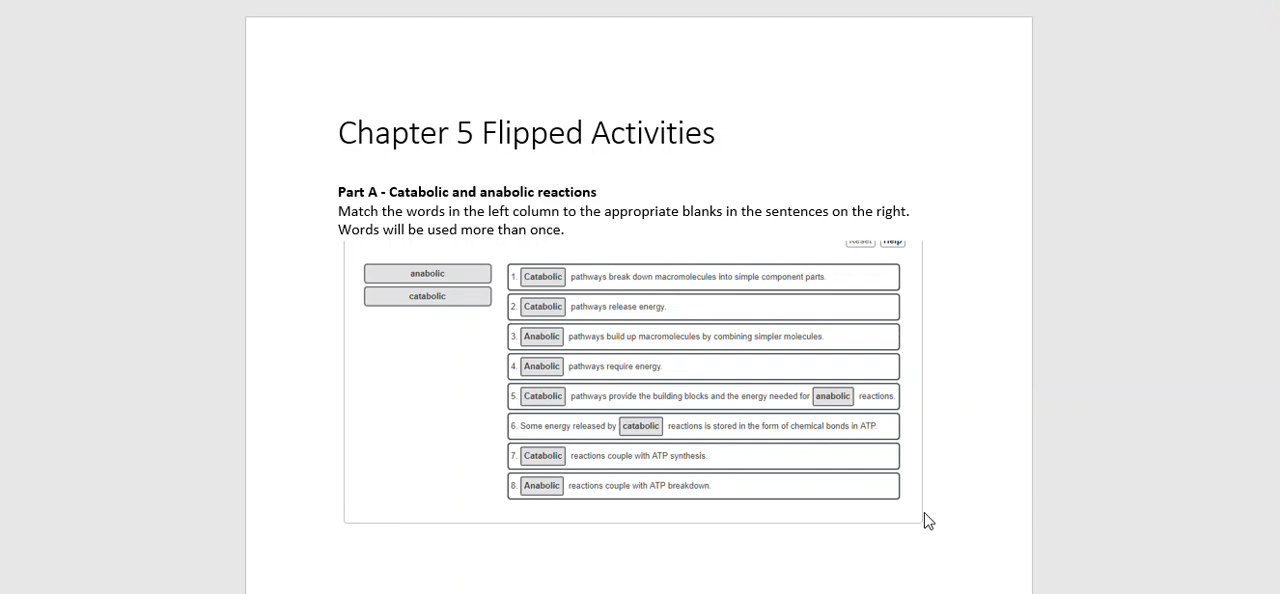 Chapter 5 Flipped Activities
Part A - Catabolic and anabolic reactions
Match the words in the left column to the appropriate blanks in the sentences on the right.
Words will be used more than once.
Reset Help
anabolic
catabolic
1. Catabolic pathways break down macromolecules into simple component parts.
2. Catabolic pathways release energy.
3. Anabolic pathways build up macromolecules by combining simpler molecules.
4. Anabolic pathways require energy.
5. Catabolic pathways provide the building blocks and the energy needed for anabolic reactions.
6. Some energy released by catabolic reactions is stored in the form of chemical bonds in ATP.
7. Catabolic reactions couple with ATP synthesis.
8. Anabolic reactions couple with ATP breakdown.